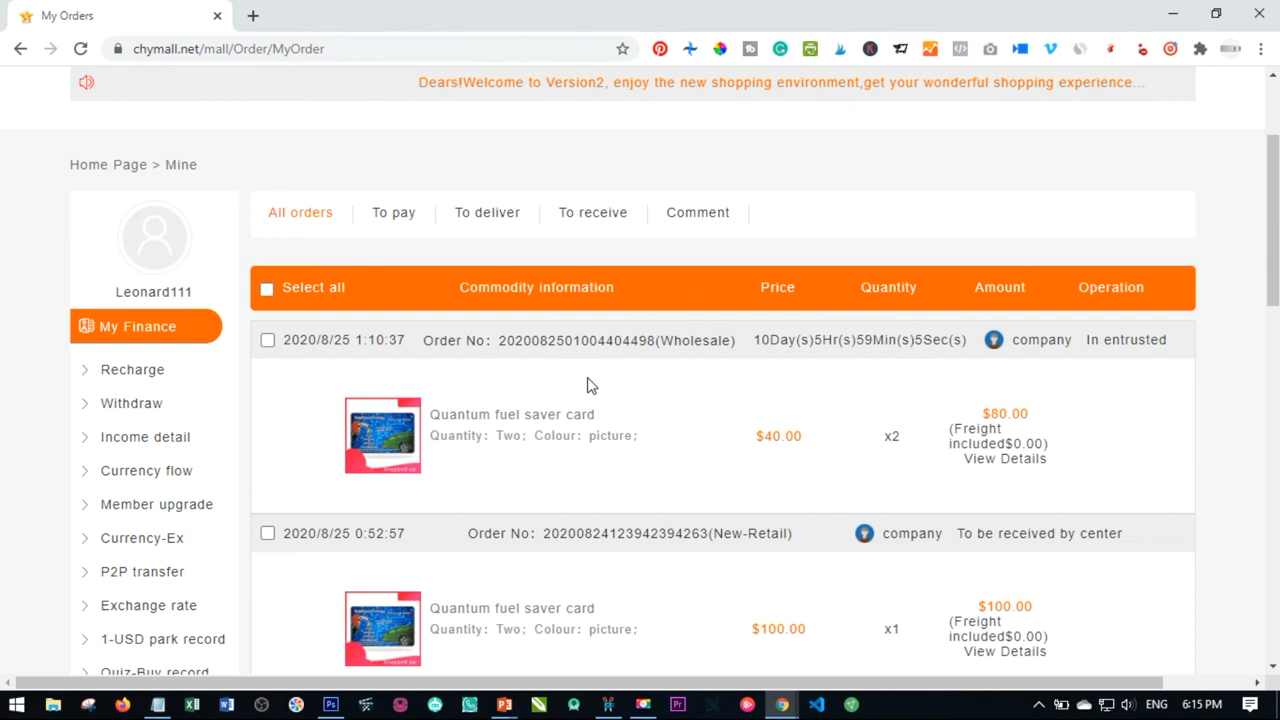 My Orders
chymall.net/mall/Order/MyOrder
Dears!Welcome to Version2, enjoy the new shopping environment,get your wonderful shopping experience...
Home Page > Mine
Leonard111
My Finance
Recharge
Withdraw
Income detail
Currency flow
Member upgrade
Currency-Ex
P2P transfer
Exchange rate
1-USD park record
Quiz-Buy record
All orders To pay To deliver To receive Comment
Select all Commodity information Price Quantity Amount Operation
2020/8/25 1:10:37 Order No: 2020082501004404498(Wholesale) 10Day(s)5Hr(s)59Min(s)5Sec(s) company In entrusted
Quantum fuel saver card
Quantity: Two; Colour: picture;
$40.00
x2
$80.00
(Freight
included$0.00)
View Details
2020/8/25 0:52:57 Order No: 20200824123942394263(New-Retail) company To be received by center
Quantum fuel saver card
Quantity: Two; Colour: picture;
$100.00
x1
$100.00
(Freight
included$0.00)
View Details
ENG 6:15 PM